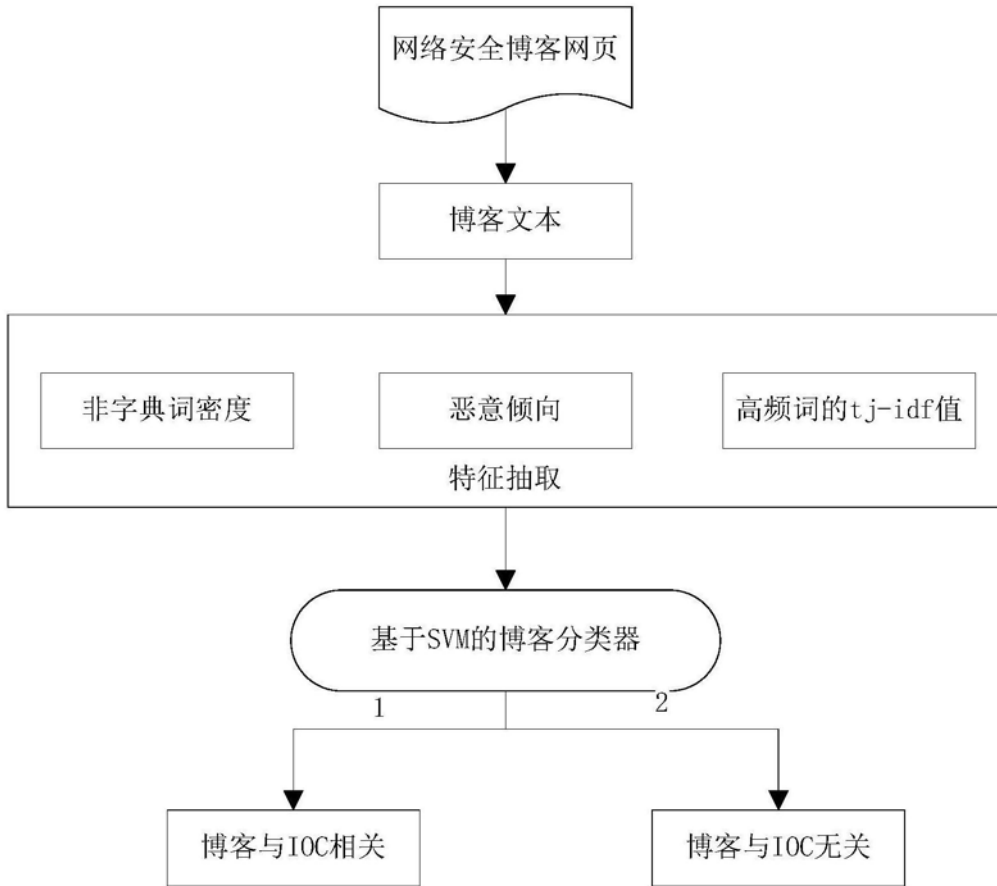 网络安全博客网页
博客文本
非字典词密度
恶意倾向
高频词的tj-idf值
特征抽取
基于SVM的博客分类器
1
2
博客与IOC相关
博客与IOC无关